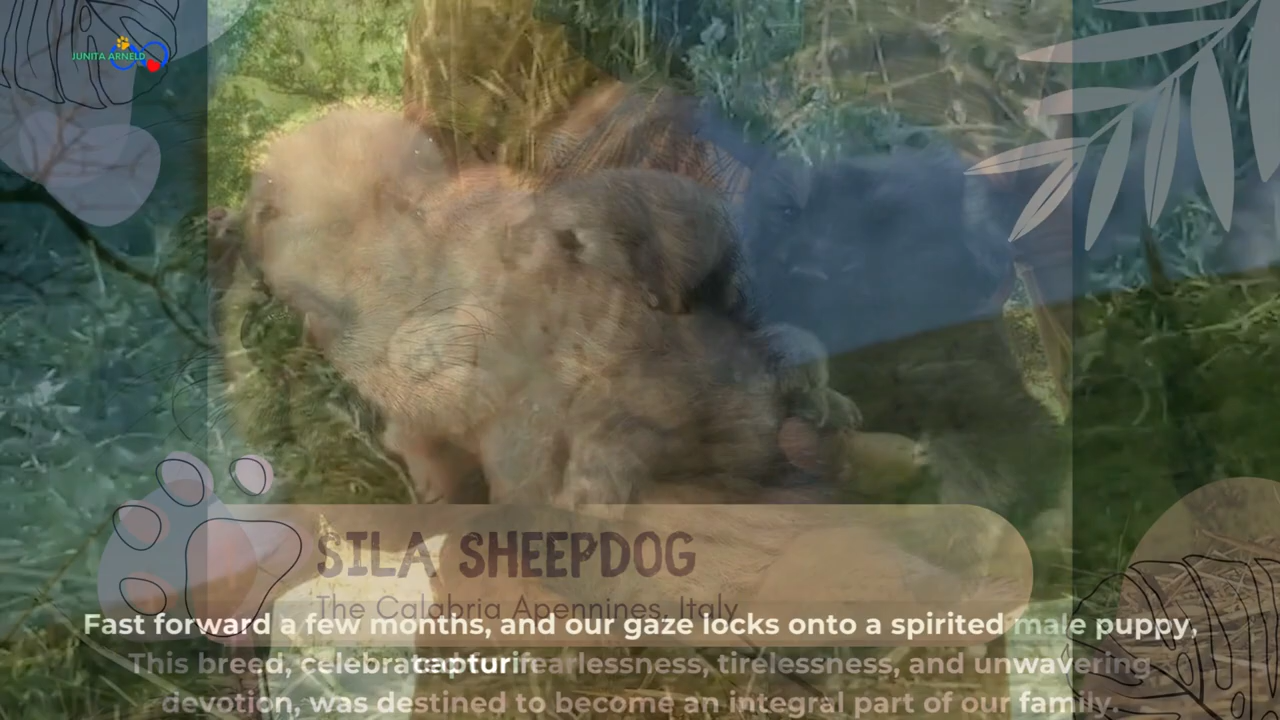 JUNITA ARNELD
SILA SHEEPDOG
The Calabria Apennines, Italy
Fast forward a few months, and our gaze locks onto a spirited male puppy,
capturi
This breed, celebrated for fearlessness, tirelessness, and unwavering
devotion, was destined to become an integral part of our family.